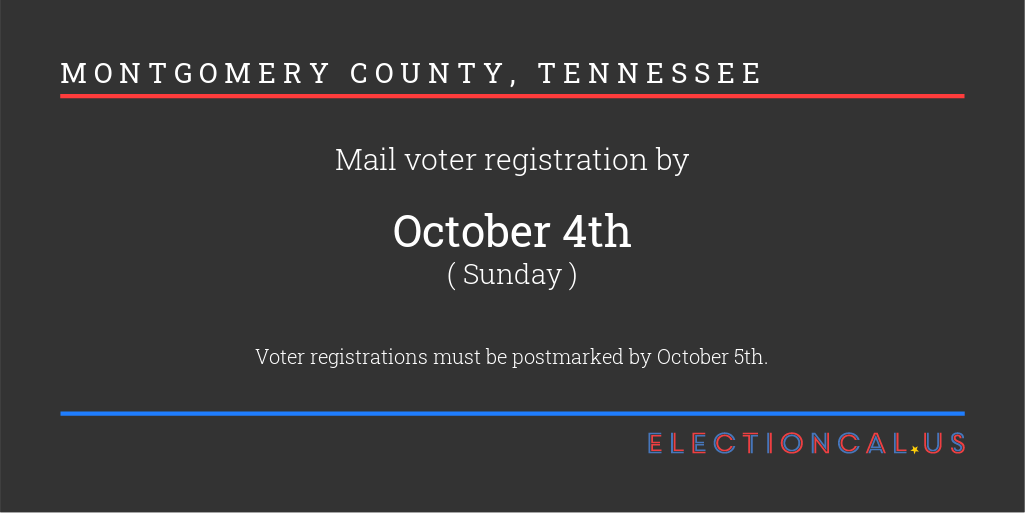 MONTGOMERY COUNTY, TENNESSEE
Mail voter registration by
October 4th
( Sunday )
Voter registrations must be postmarked by October 5th.
ELECTIONCAL.US